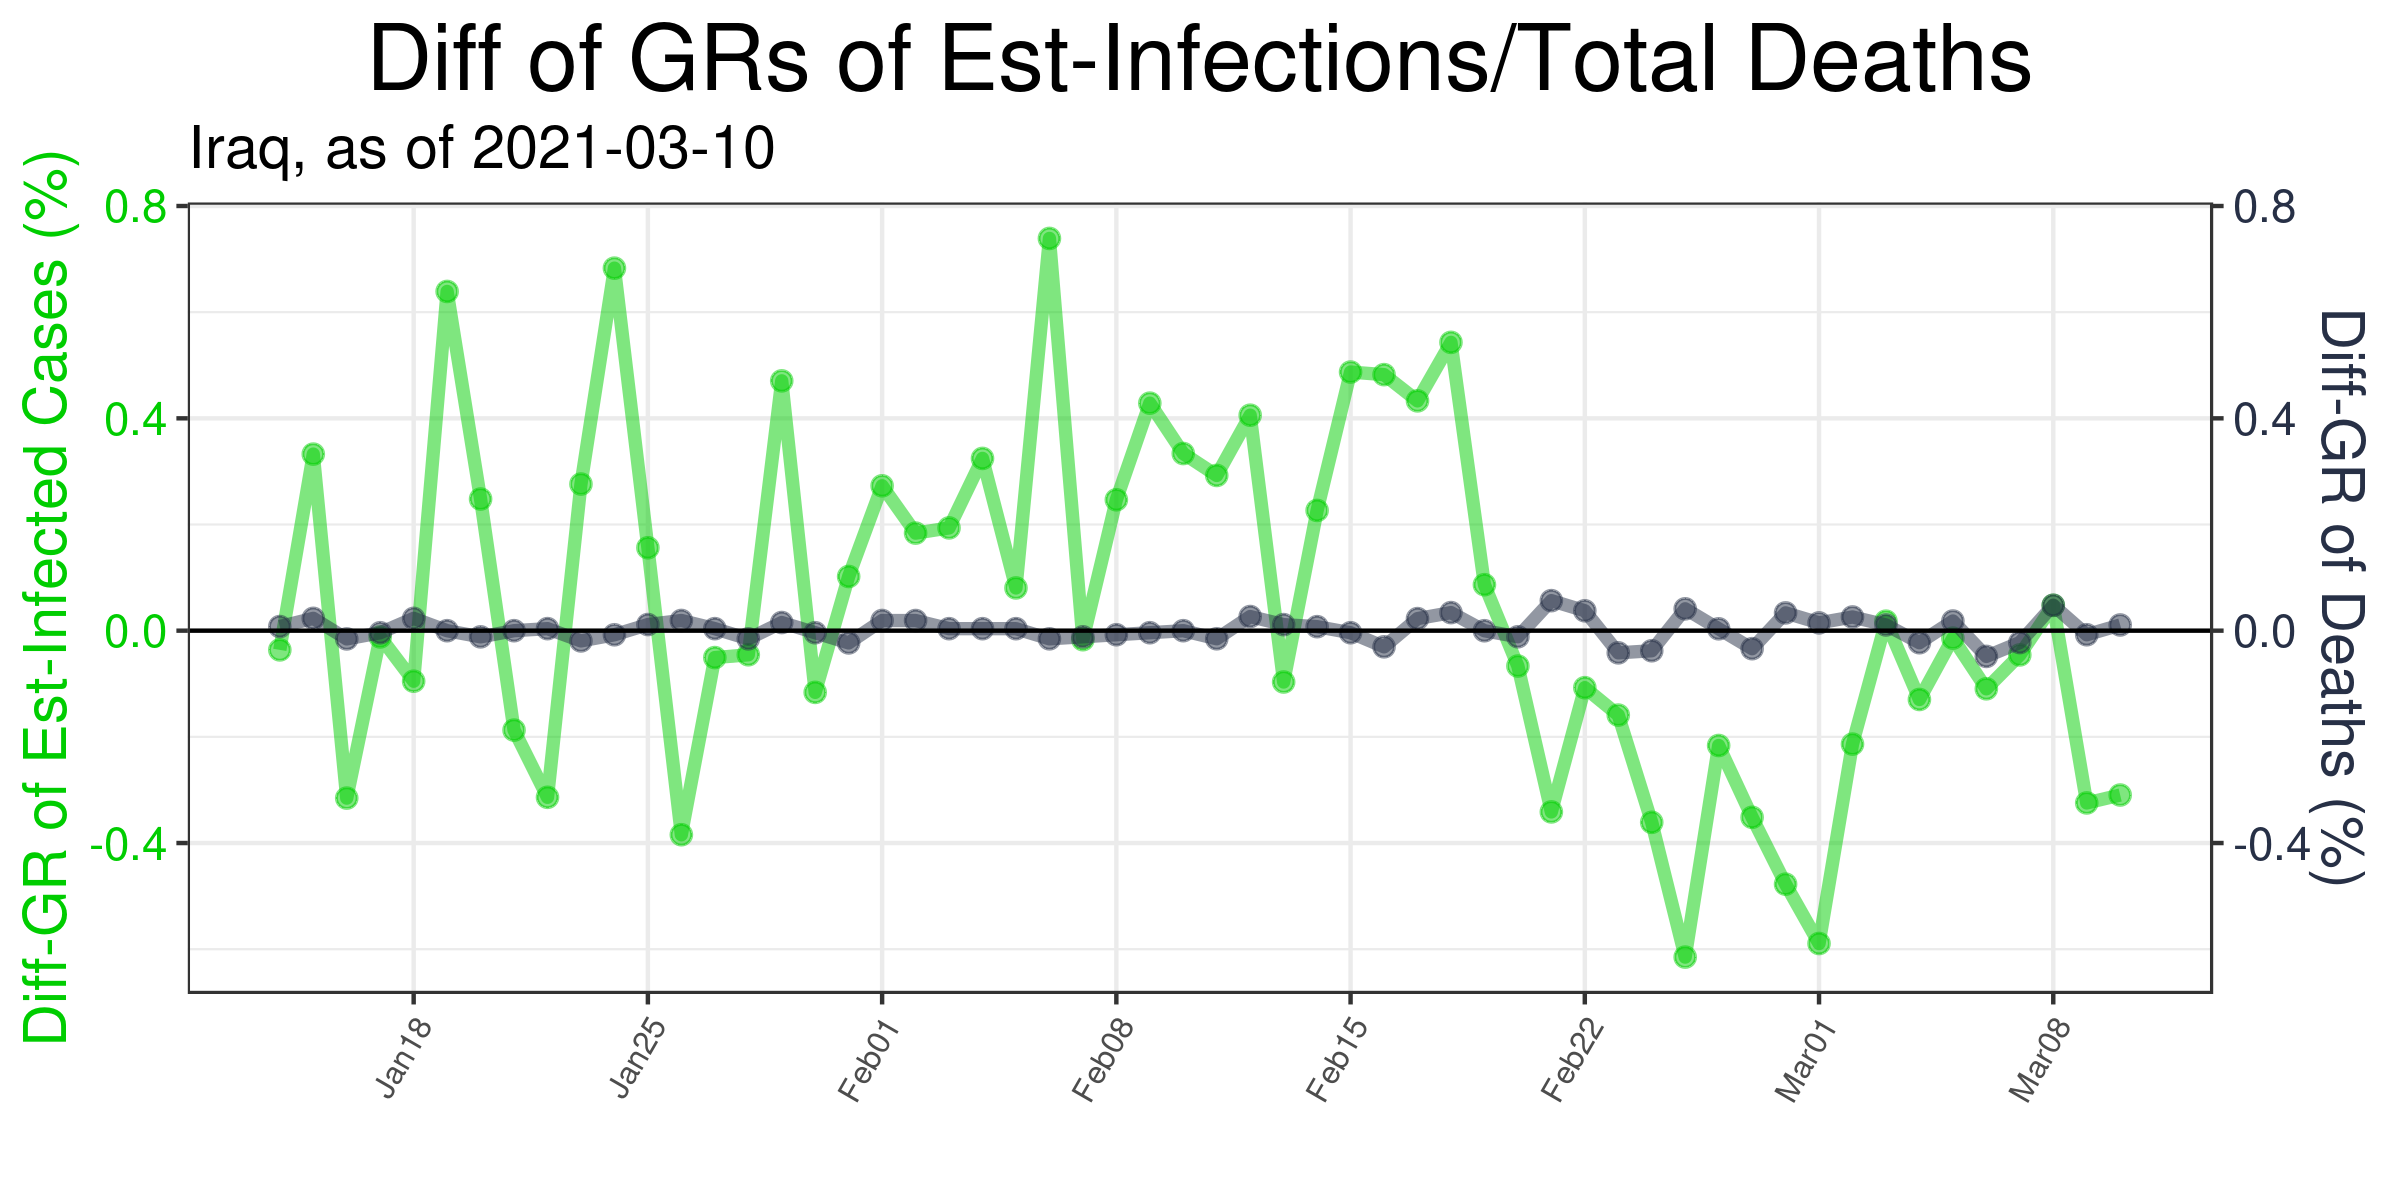 Diff of GRs of Est-Infections/Total Deaths
Iraq, as of 2021-03-10
Diff-GR of Est-Infected Cases (%)
0.8
0.4
0.0
-0.4
0.8
0.4
0.0
-0.4
Diff-GR of Deaths (%)
Jan18
Jan25
Feb01
Feb08
Feb15
Feb22
Mar01
Mar08